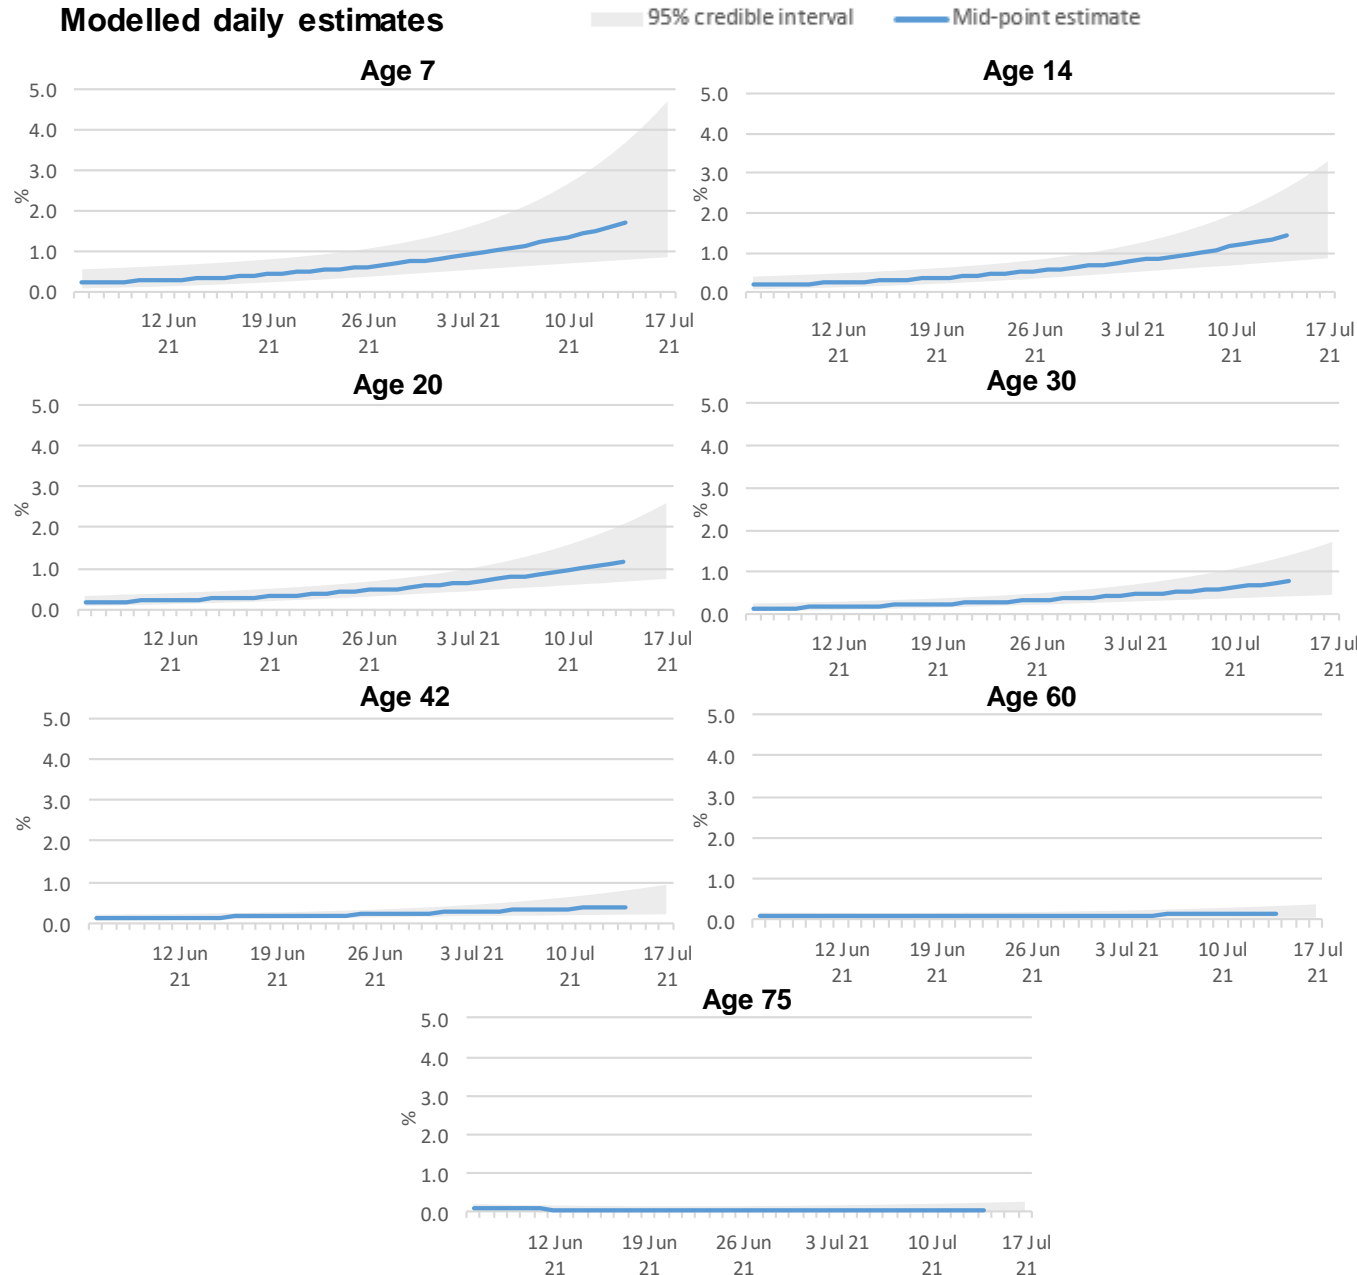 Modelled daily estimates
95% credible interval
Mid-point estimate
Age 7
5.0
4.0
3.0
2.0
1.0
0.0
%
12 Jun 21
19 Jun 21
26 Jun 21
3 Jul 21
10 Jul 21
17 Jul 21
Age 14
5.0
4.0
3.0
2.0
1.0
0.0
%
12 Jun 21
19 Jun 21
26 Jun 21
3 Jul 21
10 Jul 21
17 Jul 21
Age 20
5.0
4.0
3.0
2.0
1.0
0.0
%
12 Jun 21
19 Jun 21
26 Jun 21
3 Jul 21
10 Jul 21
17 Jul 21
Age 30
5.0
4.0
3.0
2.0
1.0
0.0
%
12 Jun 21
19 Jun 21
26 Jun 21
3 Jul 21
10 Jul 21
17 Jul 21
Age 42
5.0
4.0
3.0
2.0
1.0
0.0
%
12 Jun 21
19 Jun 21
26 Jun 21
3 Jul 21
10 Jul 21
17 Jul 21
Age 60
5.0
4.0
3.0
2.0
1.0
0.0
%
12 Jun 21
19 Jun 21
26 Jun 21
3 Jul 21
10 Jul 21
17 Jul 21
Age 75
5.0
4.0
3.0
2.0
1.0
0.0
%
12 Jun 21
19 Jun 21
26 Jun 21
3 Jul 21
10 Jul 21
17 Jul 21